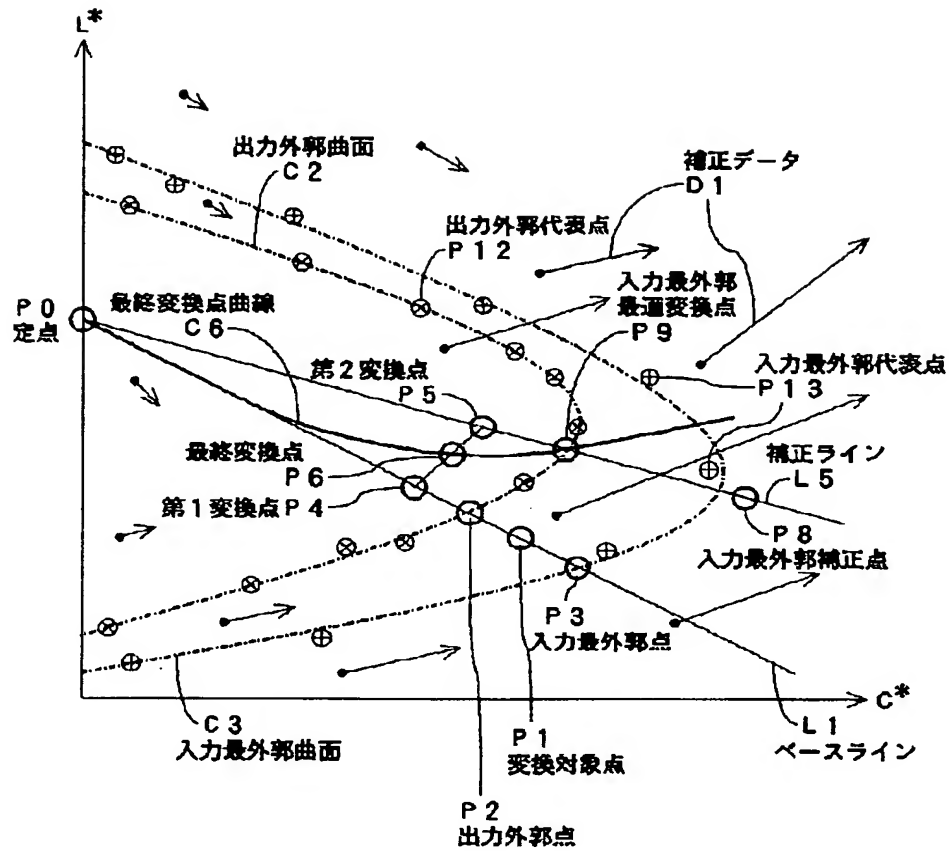 L*
出力外郭曲面
C2
補正データ
D1
出力外郭代表点
P12
P0
定点
最終変換点曲線
C6
入力最外郭
最適変換点
P9
第2変換点
P5
入力最外郭代表点
P13
最終変換点
P6
補正ライン
L5
第1変換点P4
P8
入力最外郭補正点
P3
入力最外郭点
C*
C3
入力最外郭曲面
P1
変換対象点
L1
ベースライン
P2
出力外郭点